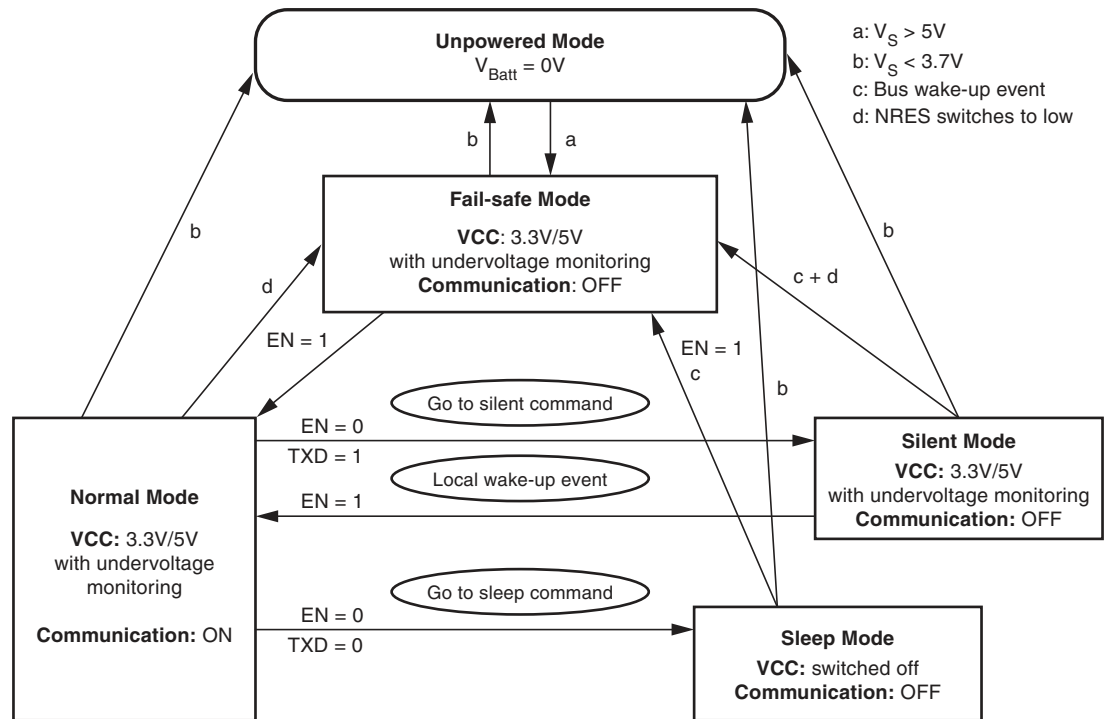 Unpowered Mode
V_Batt = 0V
a: V_S > 5V
b: V_S < 3.7V
c: Bus wake-up event
d: NRES switches to low
b
a
Fail-safe Mode
VCC: 3.3V/5V
with undervoltage monitoring
Communication: OFF
b
d
EN = 1
b
c + d
EN = 1
c
b
Go to silent command
EN = 0
TXD = 1
Local wake-up event
EN = 1
Silent Mode
VCC: 3.3V/5V
with undervoltage monitoring
Communication: OFF
Normal Mode
VCC: 3.3V/5V
with undervoltage
monitoring
Communication: ON
Go to sleep command
EN = 0
TXD = 0
Sleep Mode
VCC: switched off
Communication: OFF